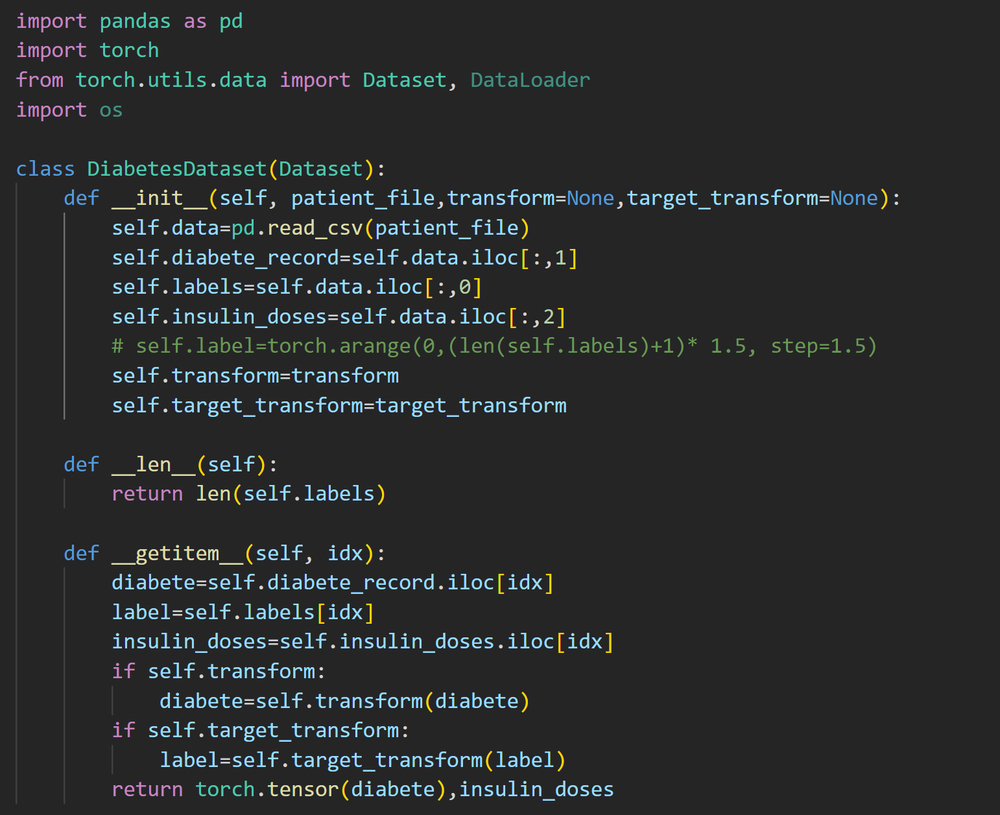 import pandas as pd
import torch
from torch.utils.data import Dataset, DataLoader
import os

class DiabetesDataset(Dataset):
    def __init__(self, patient_file,transform=None,target_transform=None):
        self.data=pd.read_csv(patient_file)
        self.diabete_record=self.data.iloc[:,1]
        self.labels=self.data.iloc[:,0]
        self.insulin_doses=self.data.iloc[:,2]
        # self.label=torch.arange(0,(len(self.labels)+1)* 1.5, step=1.5)
        self.transform=transform
        self.target_transform=target_transform

    def __len__(self):
        return len(self.labels)

    def __getitem__(self, idx):
        diabete=self.diabete_record.iloc[idx]
        label=self.labels[idx]
        insulin_doses=self.insulin_doses.iloc[idx]
        if self.transform:
            diabete=self.transform(diabete)
        if self.target_transform:
            label=self.target_transform(label)
        return torch.tensor(diabete),insulin_doses